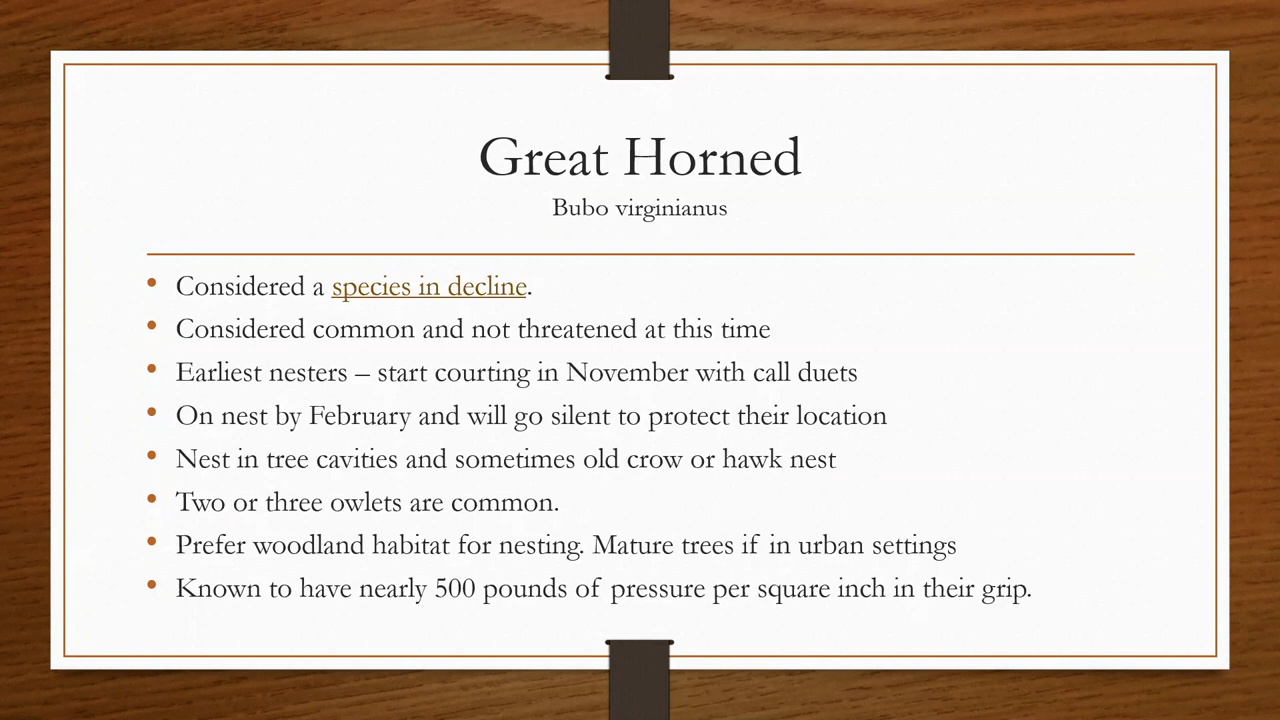 Great Horned
Bubo virginianus
• Considered a species in decline.
• Considered common and not threatened at this time
• Earliest nesters – start courting in November with call duets
• On nest by February and will go silent to protect their location
• Nest in tree cavities and sometimes old crow or hawk nest
• Two or three owlets are common.
• Prefer woodland habitat for nesting. Mature trees if in urban settings
• Known to have nearly 500 pounds of pressure per square inch in their grip.